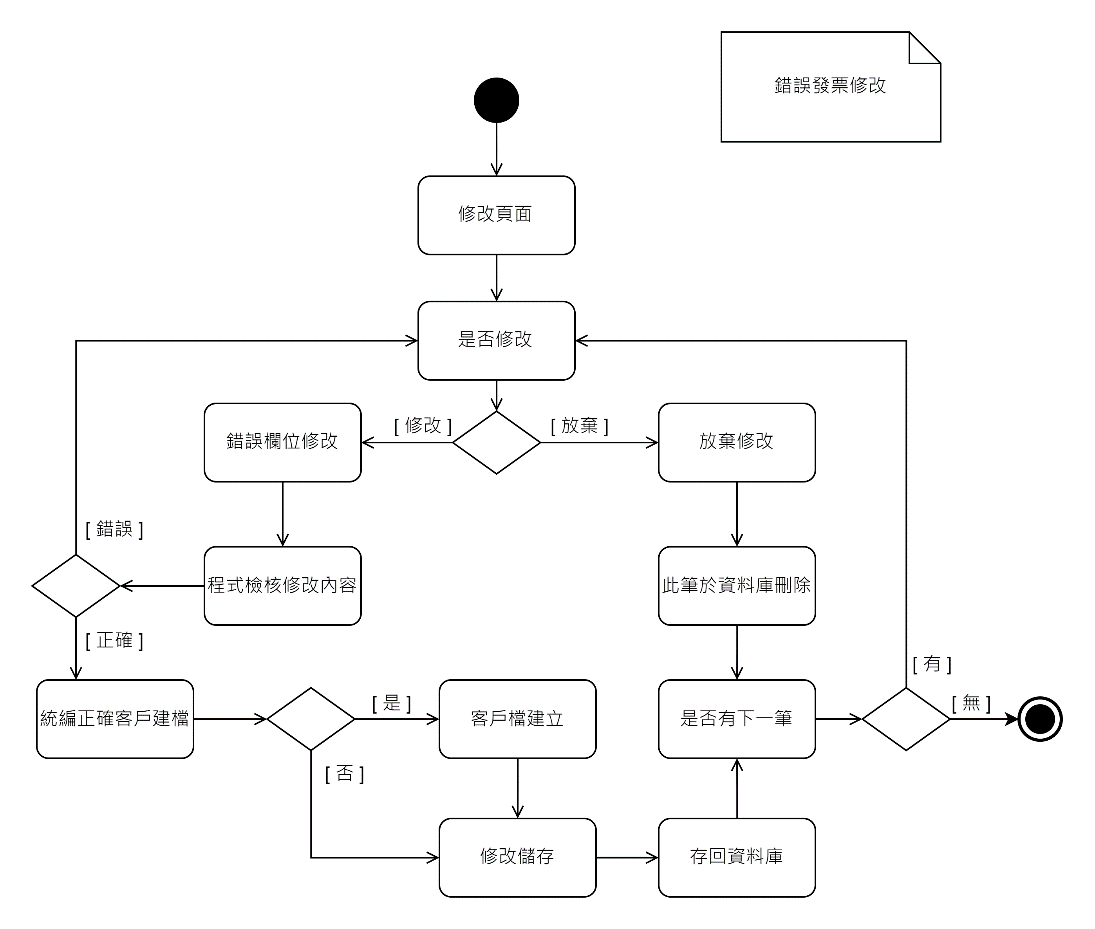 錯誤發票修改
修改頁面
是否修改
[ 修改 ]
[ 放棄 ]
錯誤欄位修改
放棄修改
[ 錯誤 ]
程式檢核修改內容
此筆於資料庫刪除
[ 正確 ]
[ 有 ]
統編正確客戶建檔
[ 是 ]
客戶檔建立
是否有下一筆
[ 無 ]
[ 否 ]
修改儲存
存回資料庫